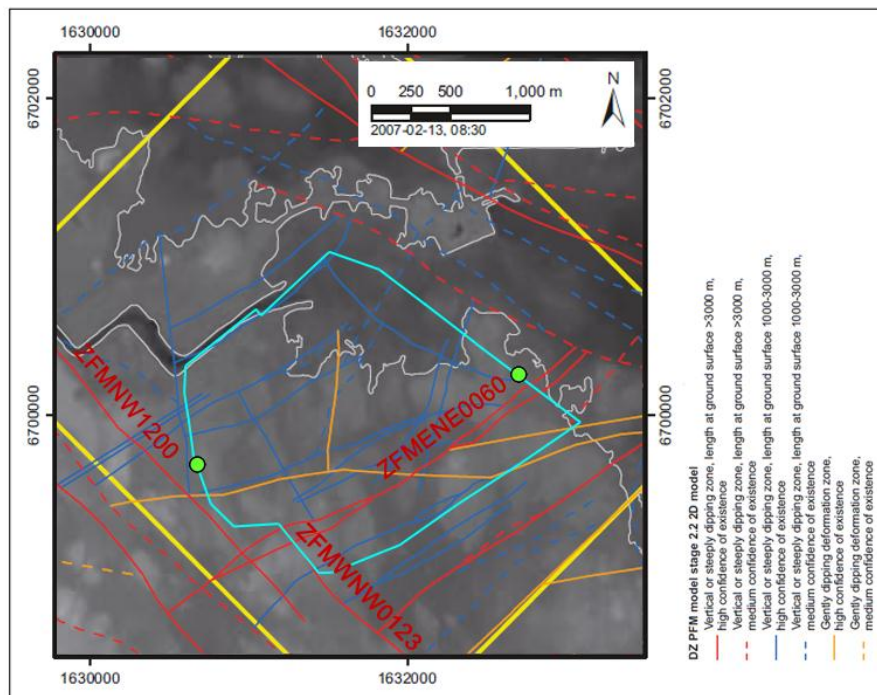 1630000 1632000
6702000 6702000
0 250 500 1,000 m
N
2007-02-13, 08:30
ZFMNW1200
ZFMENE0060
6700000 6700000
ZFMWNW0123
1630000 1632000
DZ PFM model stage 2.2 2D model
Vertical or steeply dipping zone, length at ground surface >3000 m,
high confidence of existence
Vertical or steeply dipping zone, length at ground surface >3000 m,
medium confidence of existence
Vertical or steeply dipping zone, length at ground surface 1000-3000 m,
high confidence of existence
Vertical or steeply dipping zone, length at ground surface 1000-30000 m,
medium confidence of existence
Gently dipping deformation zone,
high confidence of existence
Gently dipping deformation zone,
medium confidence of existence